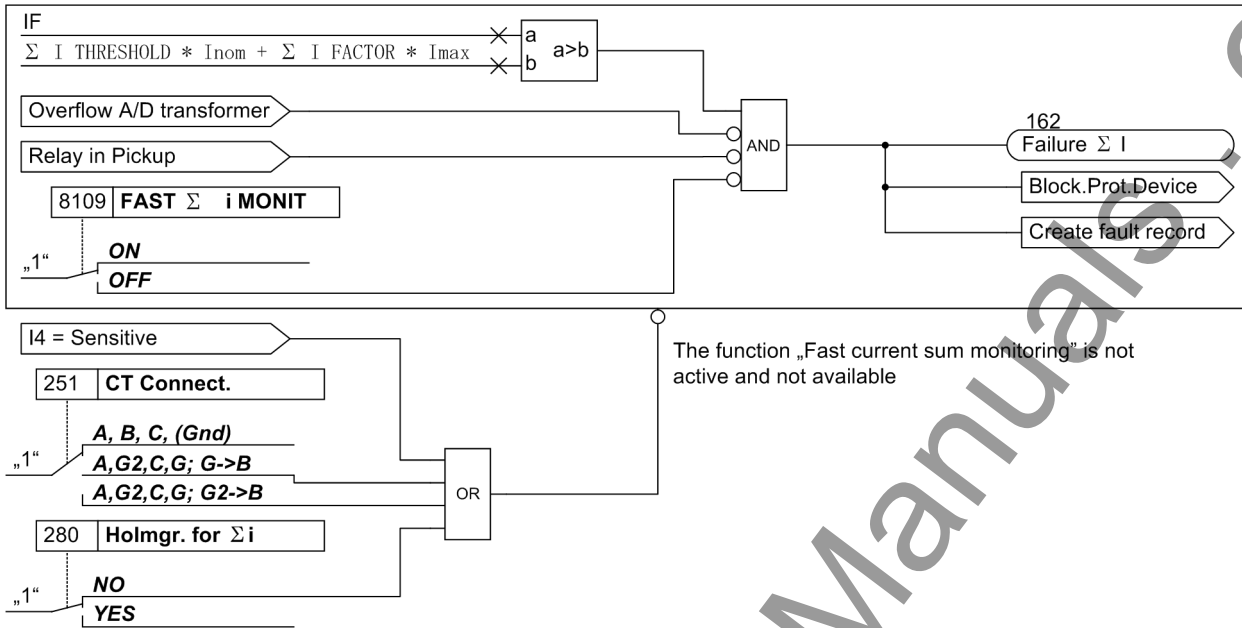 IF
Σ I THRESHOLD * Inom + Σ I FACTOR * Imax
a
b
a>b
Overflow A/D transformer
Relay in Pickup
8109 FAST Σ i MONIT
„1“
ON
OFF
AND
162
Failure Σ I
Block.Prot.Device
Create fault record
I4 = Sensitive
251 CT Connect.
„1“
A, B, C, (Gnd)
A,G2,C,G; G->B
A,G2,C,G; G2->B
280 Holmgr. for Σi
„1“
NO
YES
OR
The function „Fast current sum monitoring” is not
active and not available
Manuals .